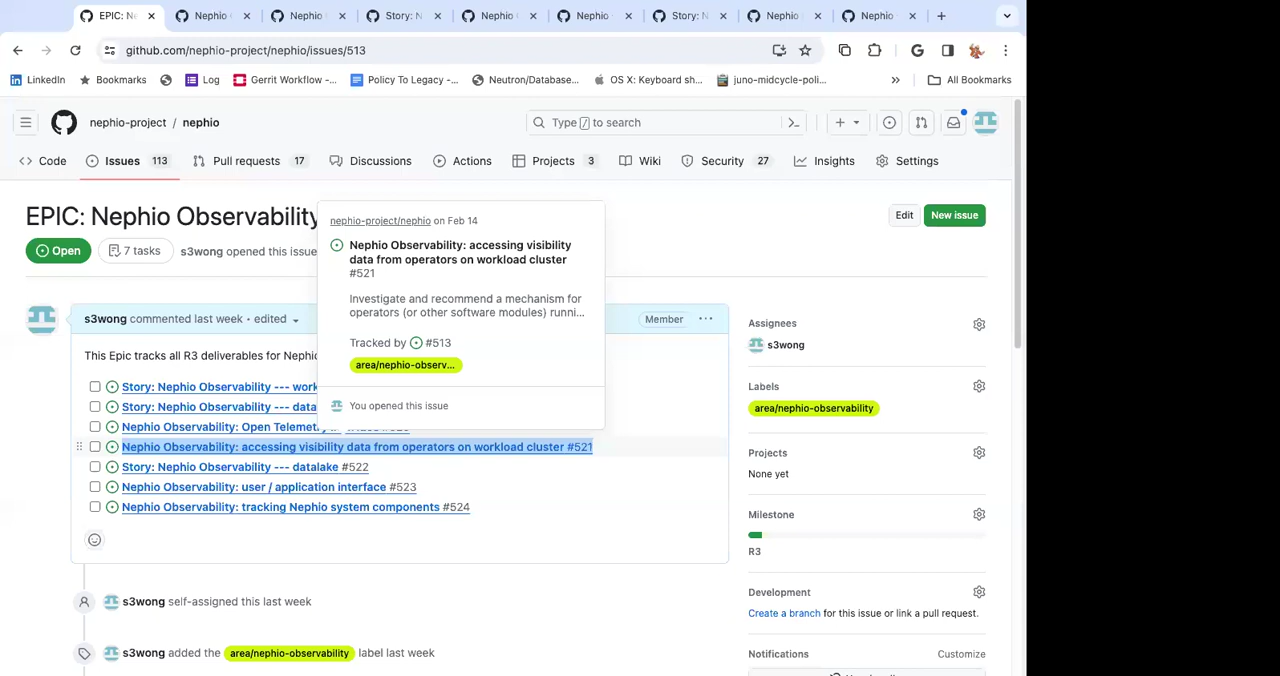 EPIC: N
Nephio
Nephio
Story: N
Nephio
Nephio
Story: N
Nephio
Nephio
github.com/nephio-project/nephio/issues/513
LinkedIn
Bookmarks
Log
Gerrit Workflow -...
Policy To Legacy -...
Neutron/Database...
OS X: Keyboard sh...
juno-midcycle-poli...
»
All Bookmarks
nephio-project / nephio
Type / to search
Code
Issues 113
Pull requests 17
Discussions
Actions
Projects 3
Wiki
Security 27
Insights
Settings
EPIC: Nephio Observability
Edit
New issue
Open
7 tasks
s3wong opened this issue
nephio-project/nephio on Feb 14
Nephio Observability: accessing visibility
data from operators on workload cluster
#521
Investigate and recommend a mechanism for
operators (or other software modules) runni...
Tracked by #513
area/nephio-observ...
You opened this issue
s3wong commented last week • edited
Member
This Epic tracks all R3 deliverables for Nephio
Story: Nephio Observability --- work
Story: Nephio Observability --- data
Nephio Observability: Open Telemetry
Nephio Observability: accessing visibility data from operators on workload cluster #521
Story: Nephio Observability --- datalake #522
Nephio Observability: user / application interface #523
Nephio Observability: tracking Nephio system components #524
s3wong self-assigned this last week
s3wong added the area/nephio-observability label last week
Assignees
s3wong
Labels
area/nephio-observability
Projects
None yet
Milestone
R3
Development
Create a branch for this issue or link a pull request.
Notifications
Customize